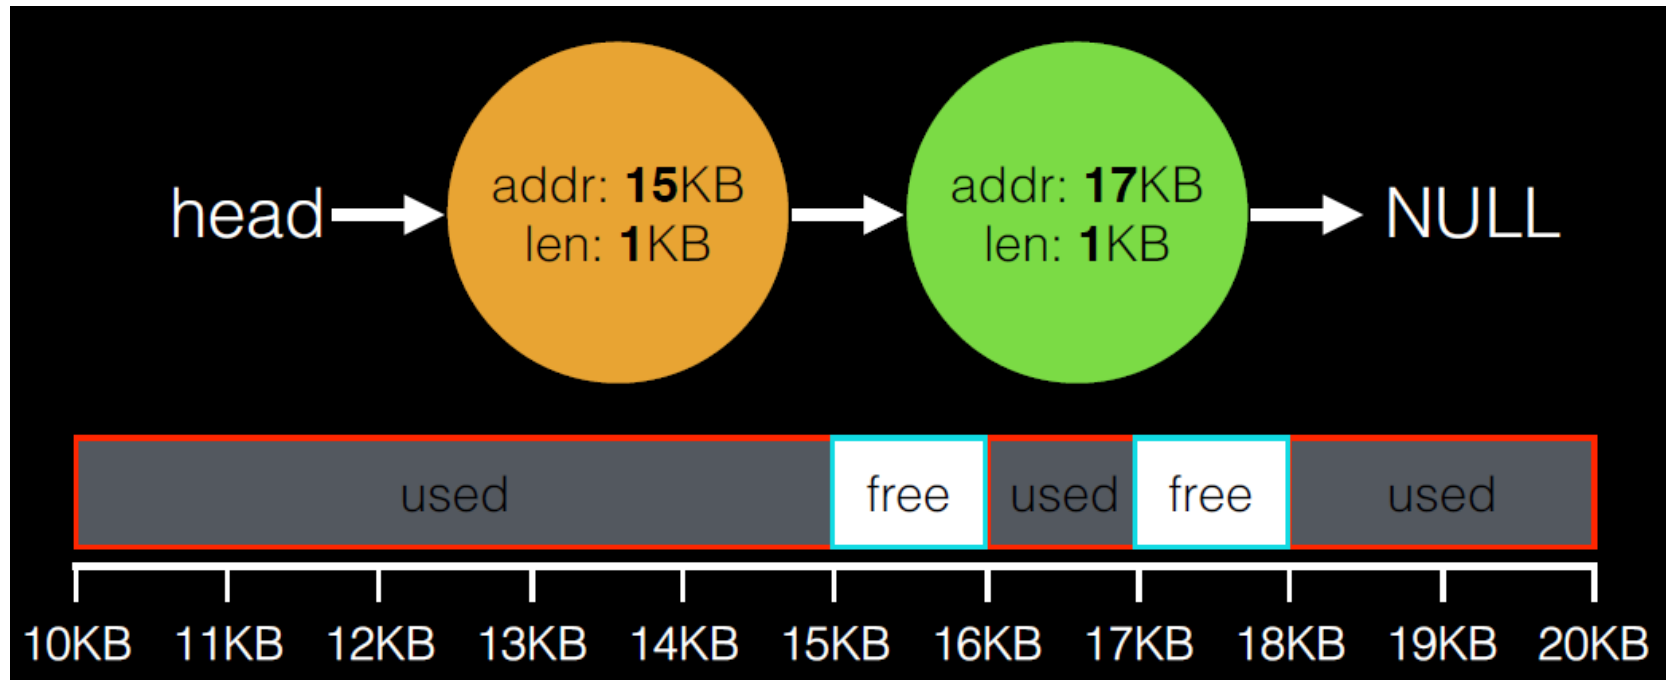 head
addr: 15KB
len: 1KB
addr: 17KB
len: 1KB
NULL
used
free
used
free
used
10KB 11KB 12KB 13KB 14KB 15KB 16KB 17KB 18KB 19KB 20KB